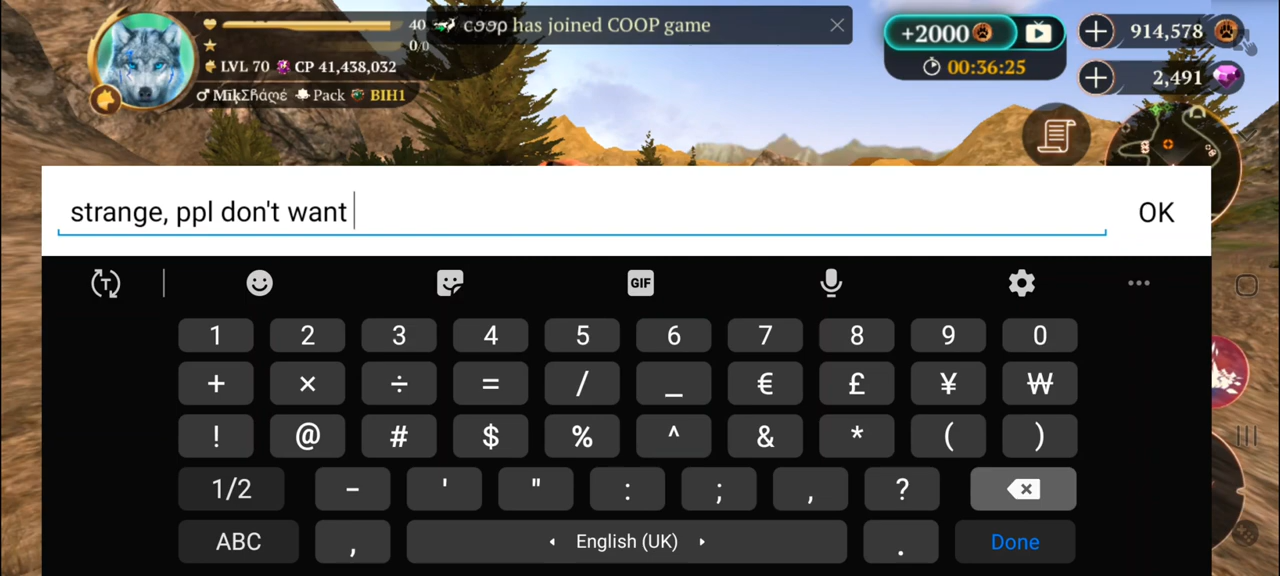 40
cɘɘp has joined COOP game
0/0
LVL 70 CP 41,438,032
Pack BIH1
+2000
00:36:25
914,578
2,491
strange, ppl don't want
OK
GIF
1 2 3 4 5 6 7 8 9 0
+ × ÷ = / _ € £ ¥ ₩
! @ # $ % ^ & * ( )
1/2 - ' " : ; , ?
ABC , English (UK) . Done